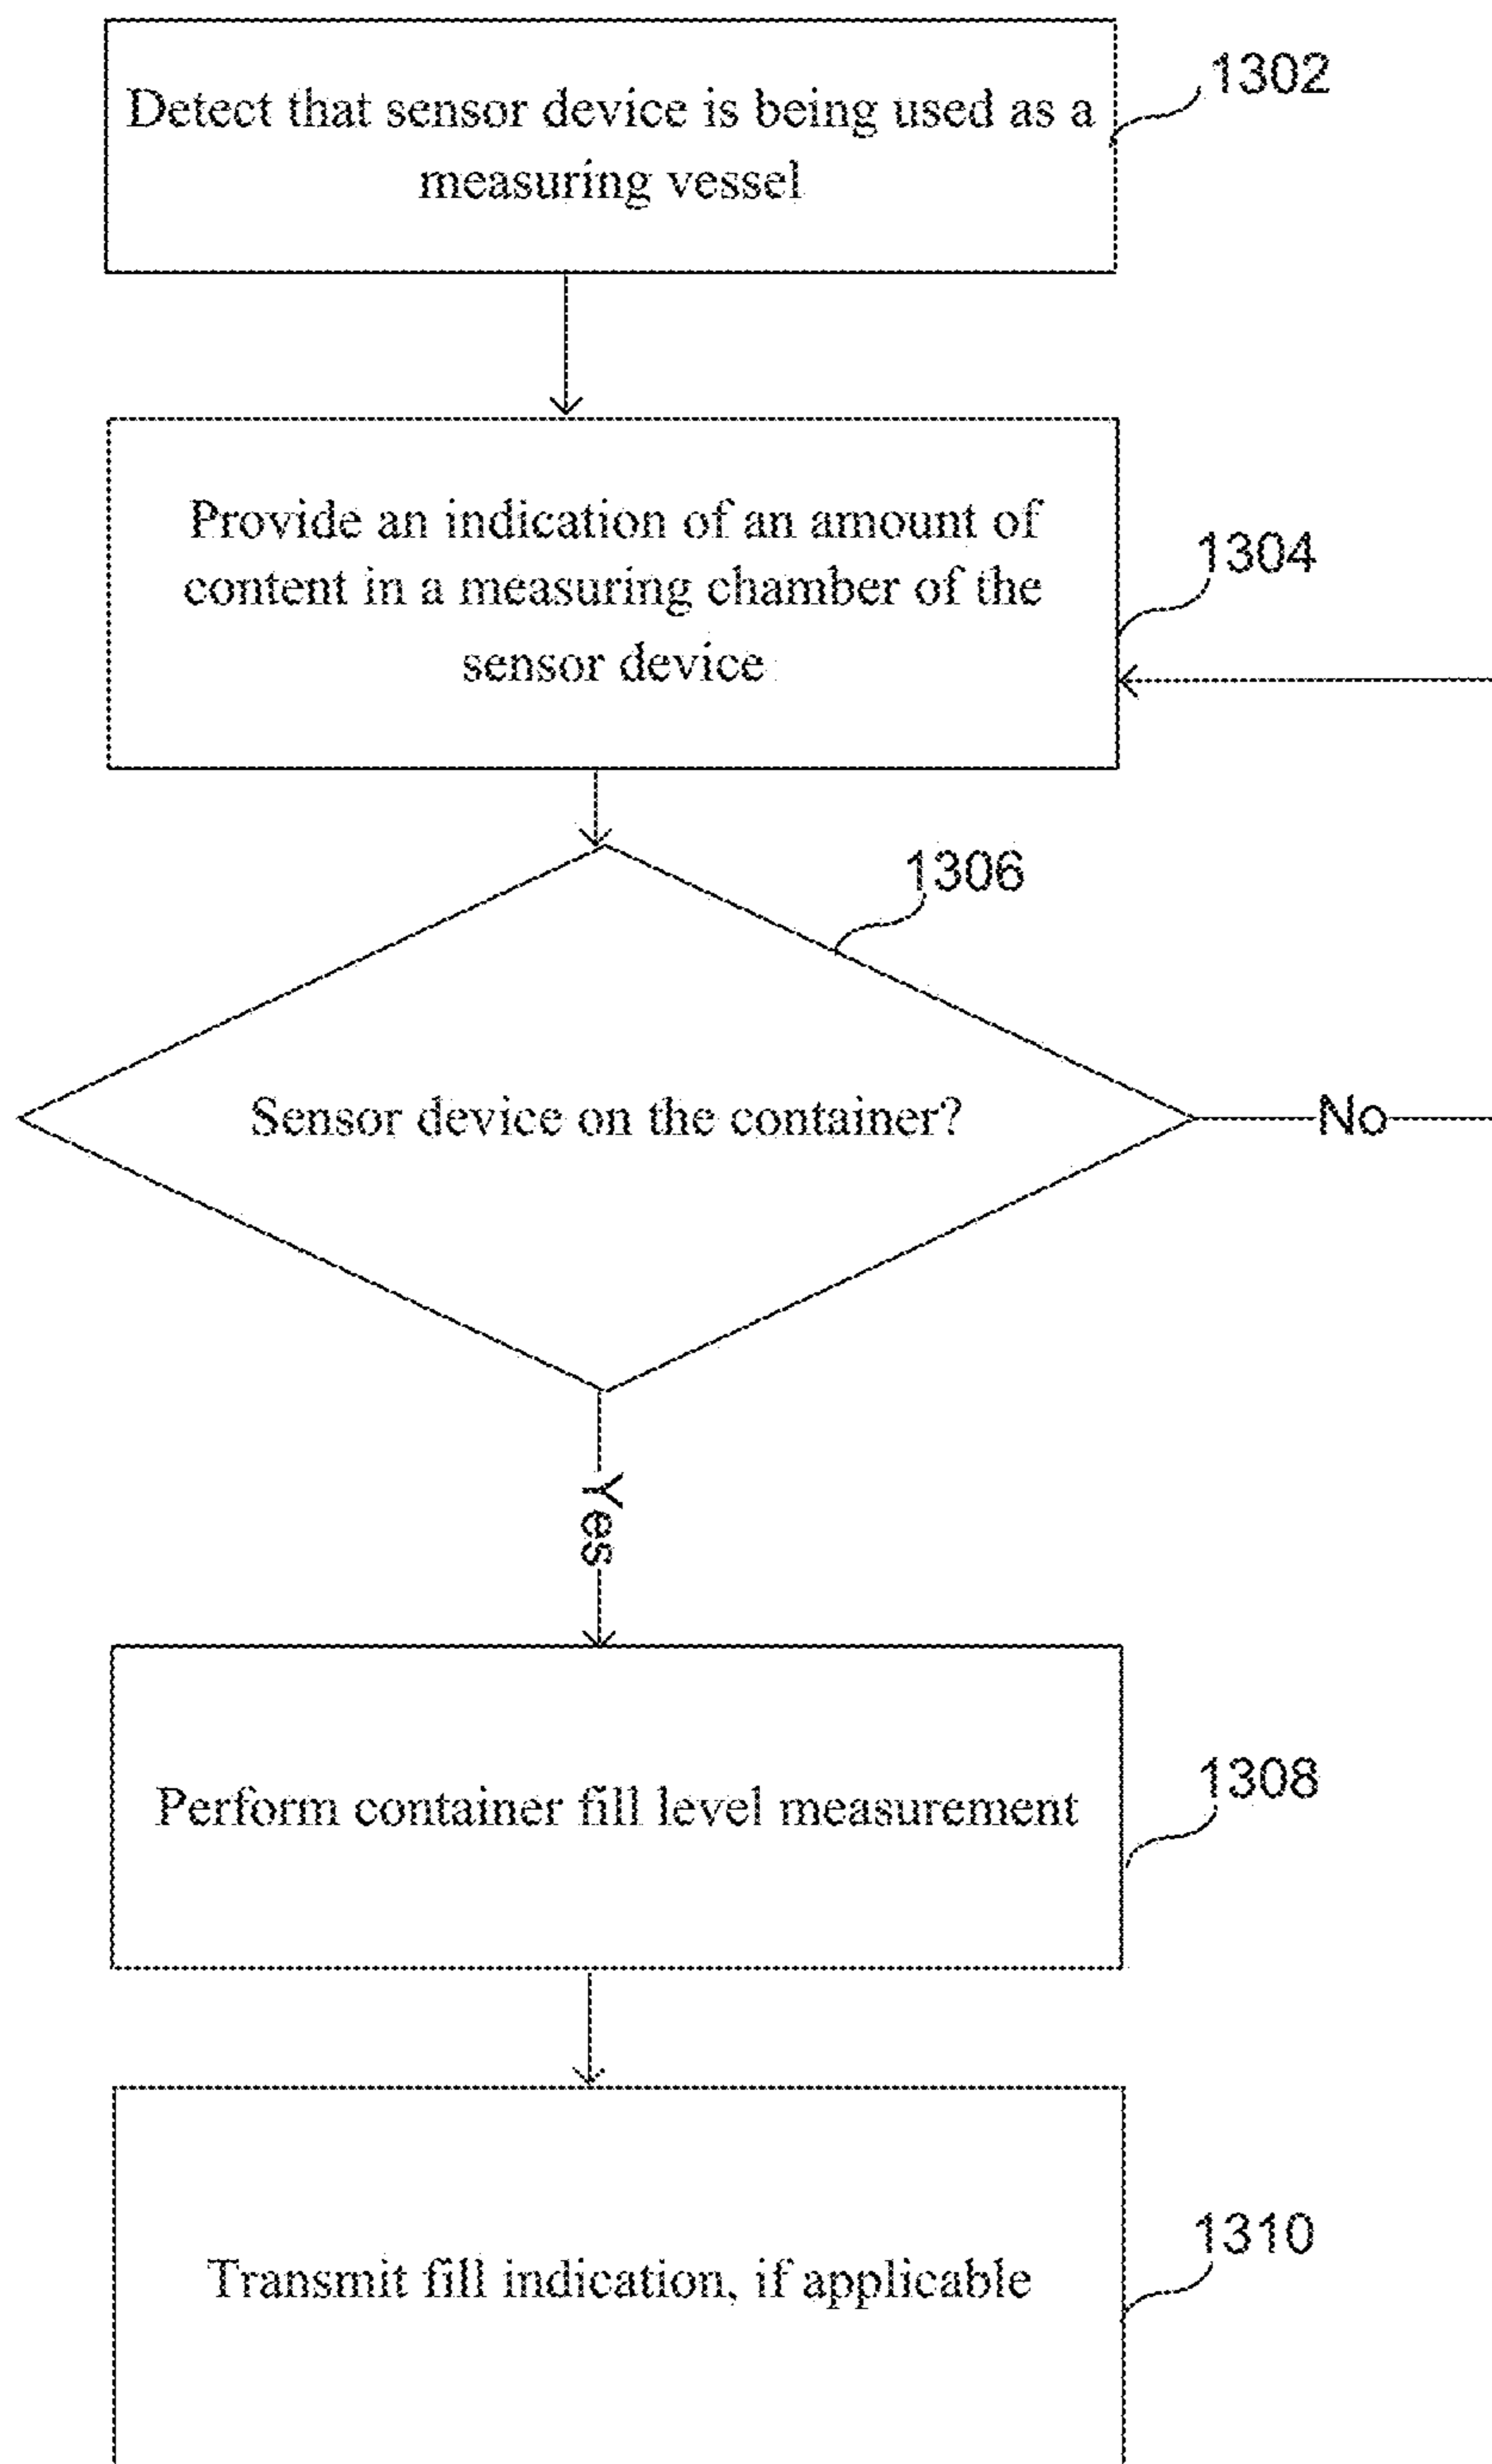 1302
Detect that sensor device is being used as a
measuring vessel
Provide an indication of an amount of
content in a measuring chamber of the
sensor device
1304
1306
Sensor device on the container?
No
Yes
1308
Perform container fill level measurement
1310
Transmit fill indication, if applicable